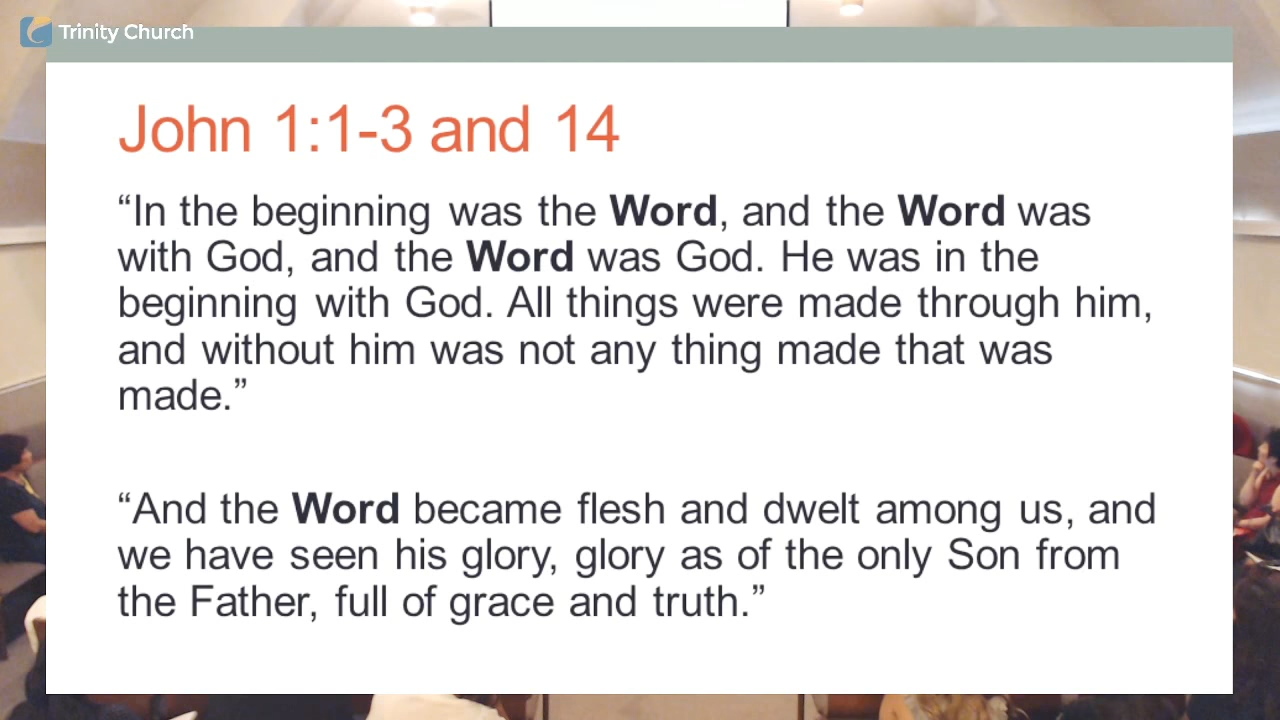 Trinity Church
John 1:1-3 and 14
“In the beginning was the Word, and the Word was
with God, and the Word was God. He was in the
beginning with God. All things were made through him,
and without him was not any thing made that was
made.”
“And the Word became flesh and dwelt among us, and
we have seen his glory, glory as of the only Son from
the Father, full of grace and truth.”